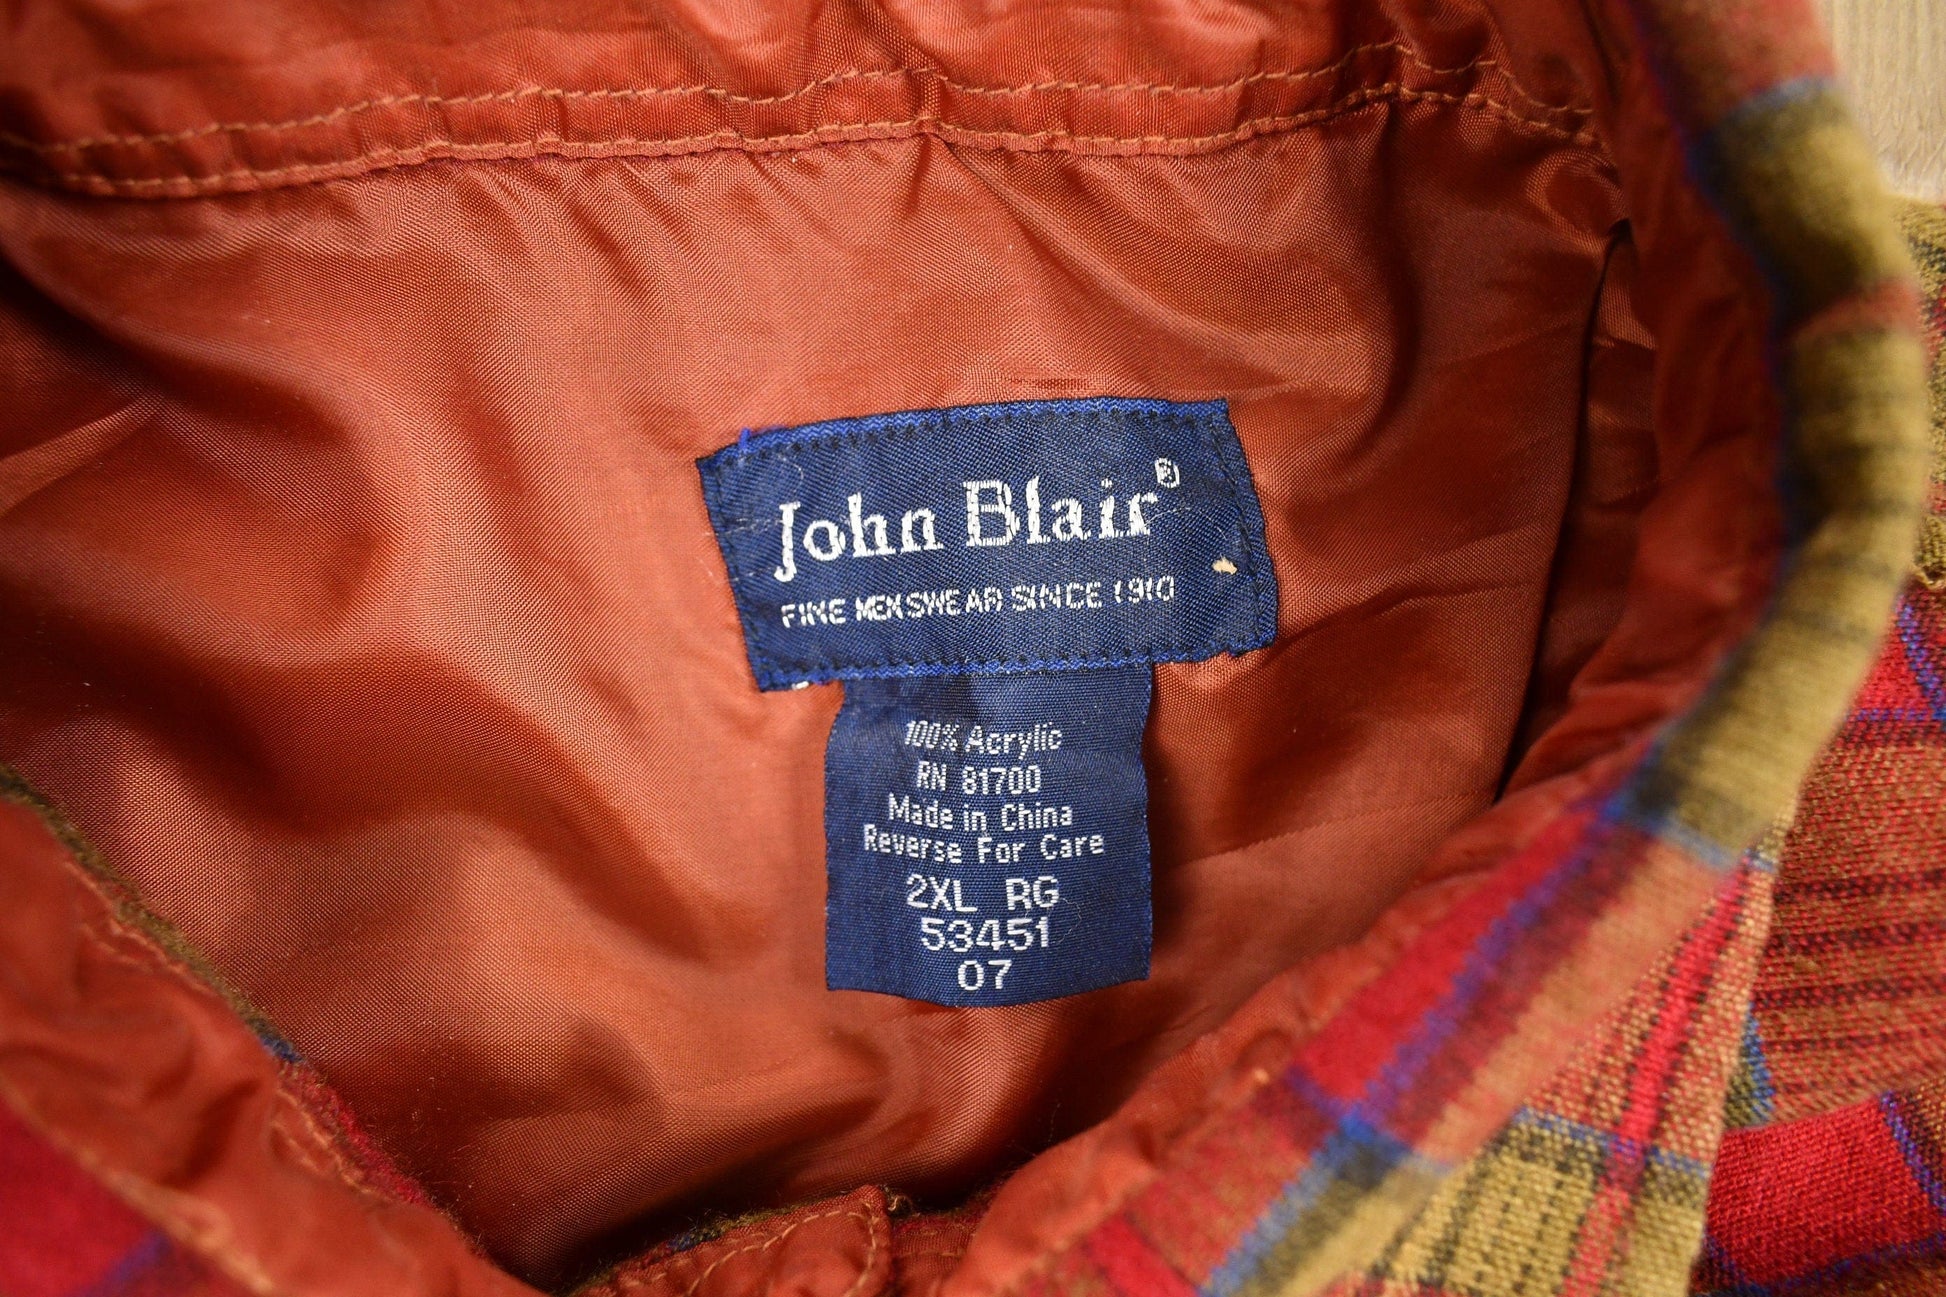 John Blair®
FINE MENSWEAR SINCE 1910
100% Acrylic
RN 81700
Made in China
Reverse For Care
2XL RG
53451
07